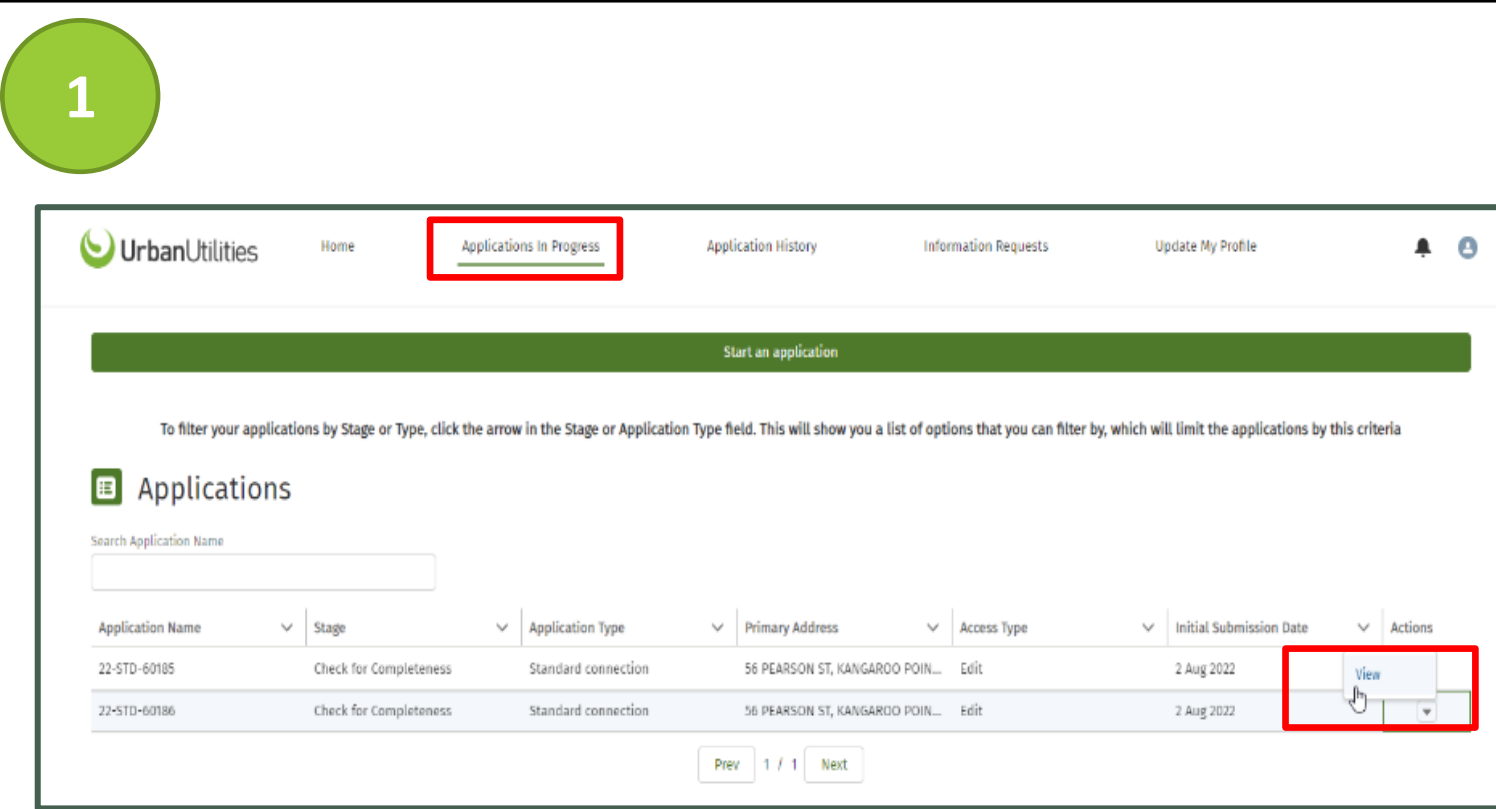 1
UrbanUtilities Home Applications In Progress Application History Information Requests Update My Profile
Start an application
To filter your applications by Stage or Type, click the arrow in the Stage or Application Type field. This will show you a list of options that you can filter by, which will limit the applications by this criteria
Applications
Search Application Name
Application Name Stage Application Type Primary Address Access Type Initial Submission Date Actions
22-STD-60185 Check for Completeness Standard connection 56 PEARSON ST, KANGAROO POIN... Edit 2 Aug 2022 View
22-STD-60186 Check for Completeness Standard connection 56 PEARSON ST, KANGAROO POIN... Edit 2 Aug 2022
Prev 1 / 1 Next